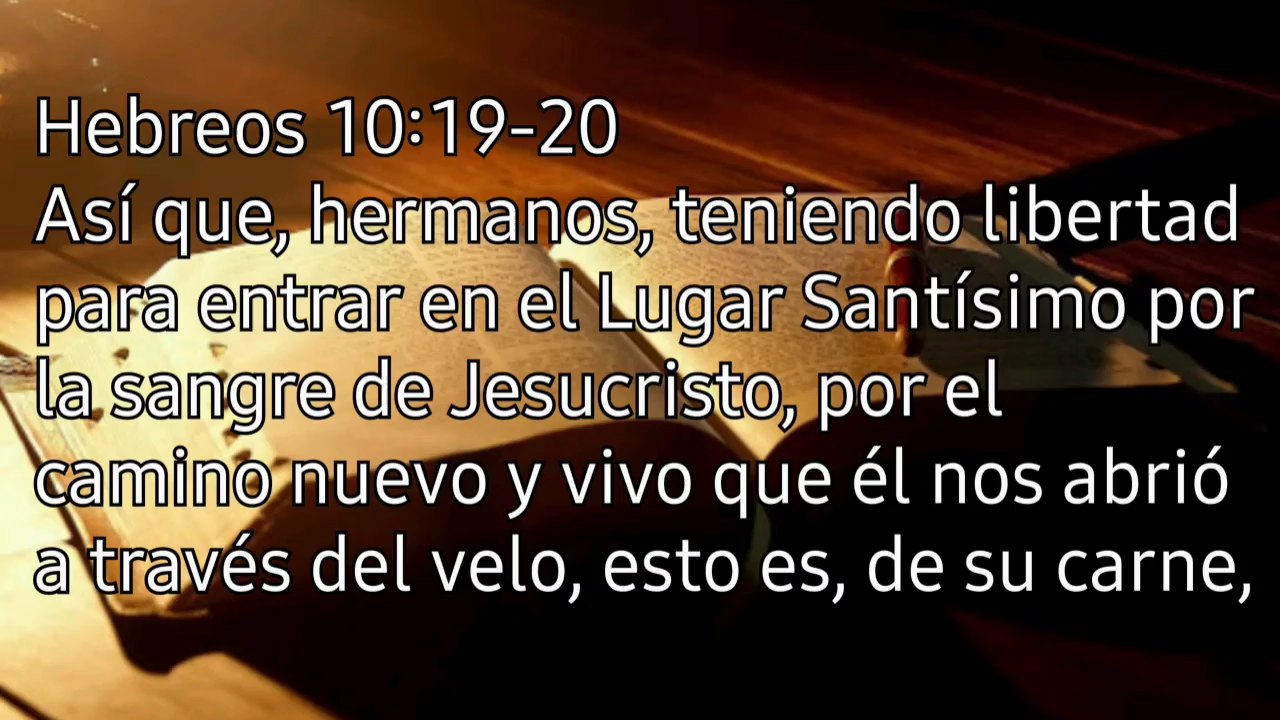 Hebreos 10:19-20
Así que, hermanos, teniendo libertad
para entrar en el Lugar Santísimo por
la sangre de Jesucristo, por el
camino nuevo y vivo que él nos abrió
a través del velo, esto es, de su carne,